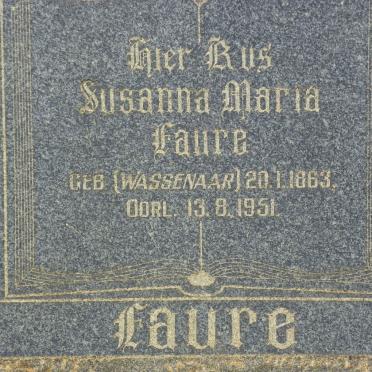 Hier Rus
Susanna Maria
Faure
GEB (WASSENAAR) 20.1.1863.
OORL. 13.8.1951.
Faure